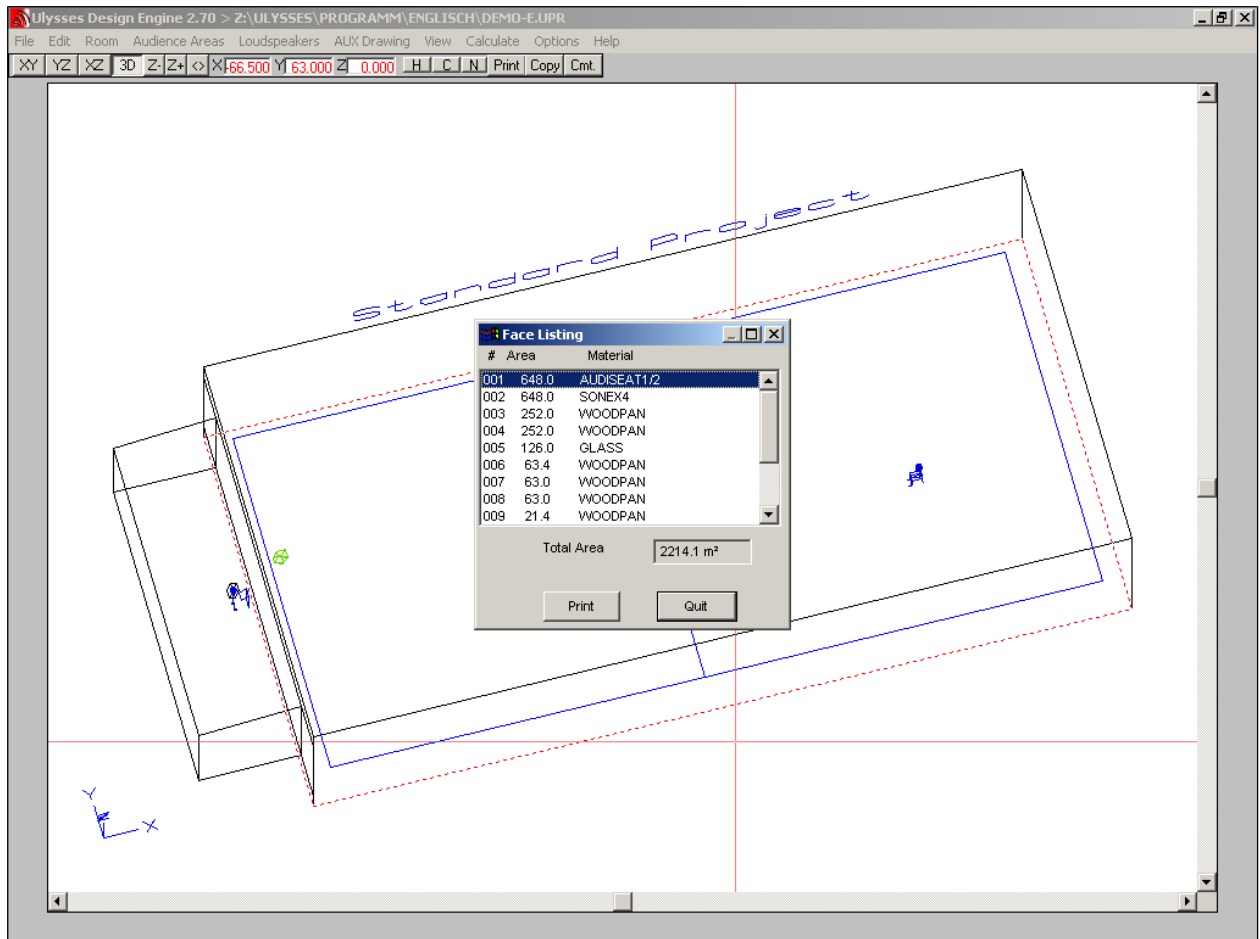 Ulysses Design Engine 2.70 > Z:\ULYSSES\PROGRAMM\ENGLISCH\DEMO-E.UPR
File Edit Room Audience Areas Loudspeakers AUX Drawing View Calculate Options Help
XY YZ XZ 3D Z- Z+ <> X -66.500 Y 63.000 Z 0.000 H C N Print Copy Cmt.
Standard Project
Face Listing
# Area Material
001 648.0 AUDISEAT1/2
002 648.0 SONEX4
003 252.0 WOODPAN
004 252.0 WOODPAN
005 126.0 GLASS
006 63.4 WOODPAN
007 63.0 WOODPAN
008 63.0 WOODPAN
009 21.4 WOODPAN
Total Area 2214.1 m²
Print Quit
Y
Z
X